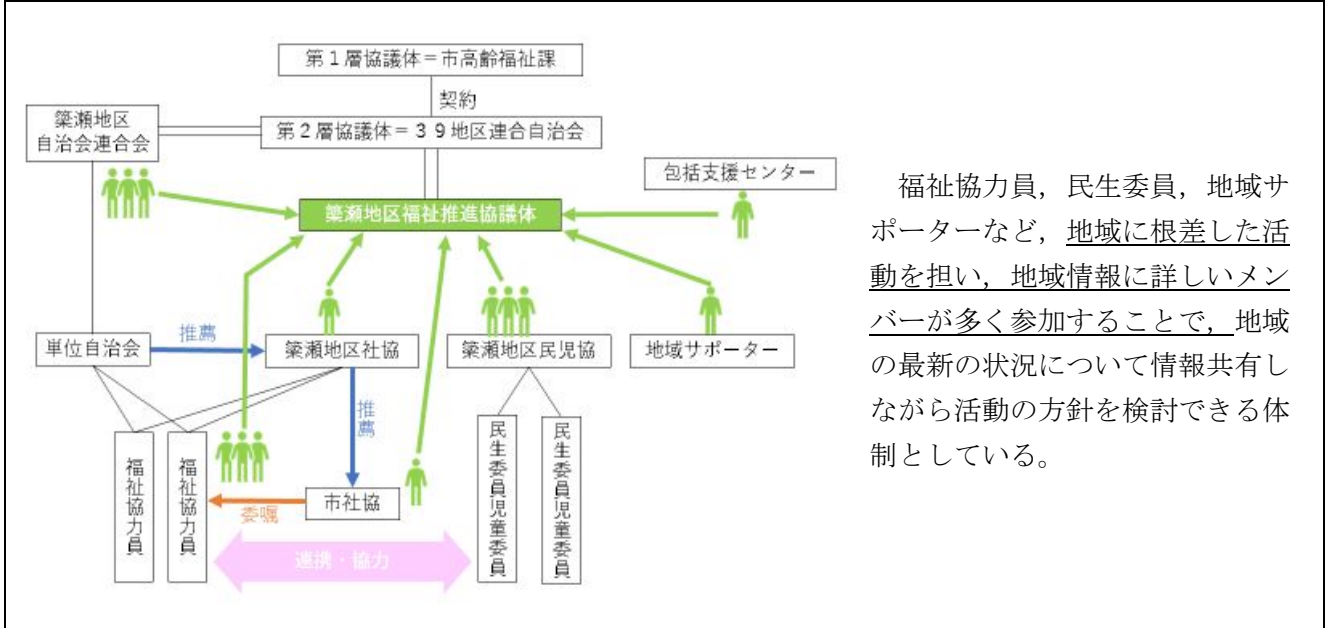 第１層協議体＝市高齢福祉課
契約
簗瀬地区
自治会連合会
第２層協議体＝３９地区連合自治会
包括支援センター
簗瀬地区福祉推進協議体
単位自治会
推薦
簗瀬地区社協
簗瀬地区民児協
地域サポーター
推薦
福祉協力員
福祉協力員
委嘱
市社協
民生委員児童委員
民生委員児童委員
連携・協力
福祉協力員，民生委員，地域サ
ポーターなど，地域に根差した活
動を担い，地域情報に詳しいメン
バーが多く参加することで，地域
の最新の状況について情報共有し
ながら活動の方針を検討できる体
制としている。